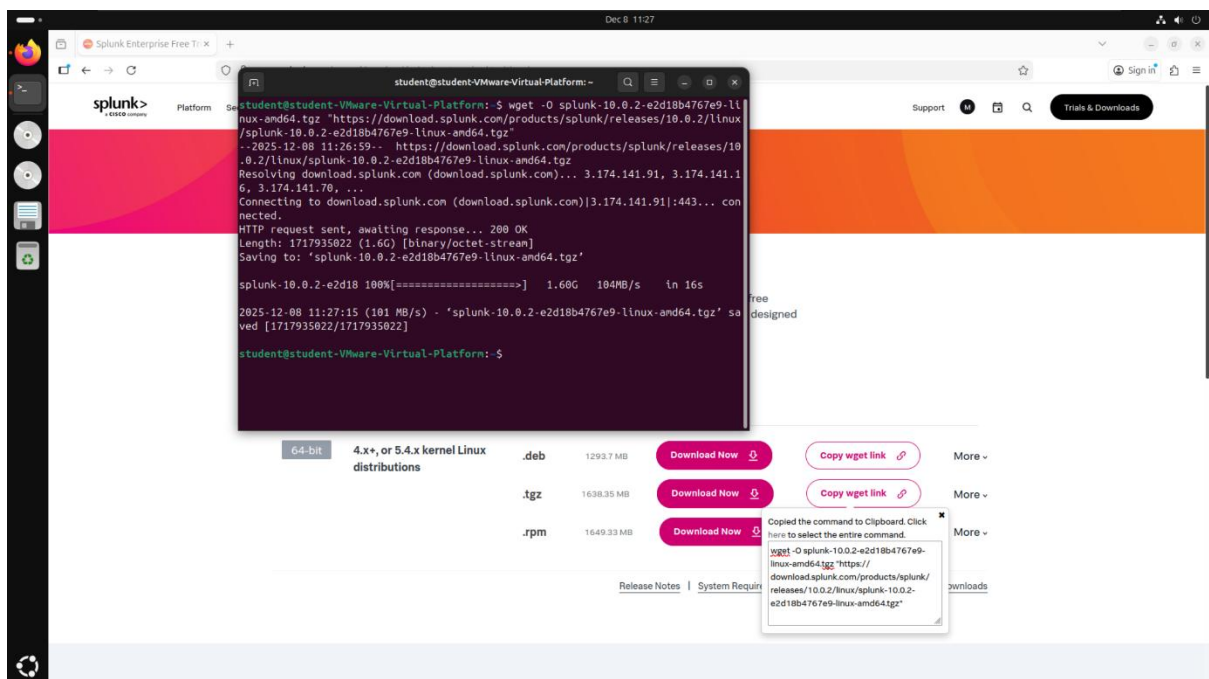 Dec 8 11:27
Splunk Enterprise Free Tr
Sign in
student@student-VMware-Virtual-Platform: ~
splunk>
a CISCO company
Platform
Support
M
Trials & Downloads
student@student-VMware-Virtual-Platform:~$ wget -O splunk-10.0.2-e2d18b4767e9-li
nux-amd64.tgz "https://download.splunk.com/products/splunk/releases/10.0.2/linux
/splunk-10.0.2-e2d18b4767e9-linux-amd64.tgz"
--2025-12-08 11:26:59-- https://download.splunk.com/products/splunk/releases/10
.0.2/linux/splunk-10.0.2-e2d18b4767e9-linux-amd64.tgz
Resolving download.splunk.com (download.splunk.com)... 3.174.141.91, 3.174.141.1
6, 3.174.141.70, ...
Connecting to download.splunk.com (download.splunk.com)|3.174.141.91|:443... con
nected.
HTTP request sent, awaiting response... 200 OK
Length: 1717935022 (1.6G) [binary/octet-stream]
Saving to: ‘splunk-10.0.2-e2d18b4767e9-linux-amd64.tgz’
splunk-10.0.2-e2d18 100%[===================>] 1.60G 104MB/s in 16s
2025-12-08 11:27:15 (101 MB/s) - ‘splunk-10.0.2-e2d18b4767e9-linux-amd64.tgz’ sa
ved [1717935022/1717935022]
student@student-VMware-Virtual-Platform:~$
free
designed
64-bit
4.x+, or 5.4.x kernel Linux
distributions
.deb 1293.7 MB Download Now Copy wget link More
.tgz 1638.35 MB Download Now Copy wget link More
.rpm 1649.33 MB Download Now More
Copied the command to Clipboard. Click
here to select the entire command.
wget -O splunk-10.0.2-e2d18b4767e9-
linux-amd64.tgz "https://
download.splunk.com/products/splunk/
releases/10.0.2/linux/splunk-10.0.2-
e2d18b4767e9-linux-amd64.tgz"
Release Notes | System Require
ownloads